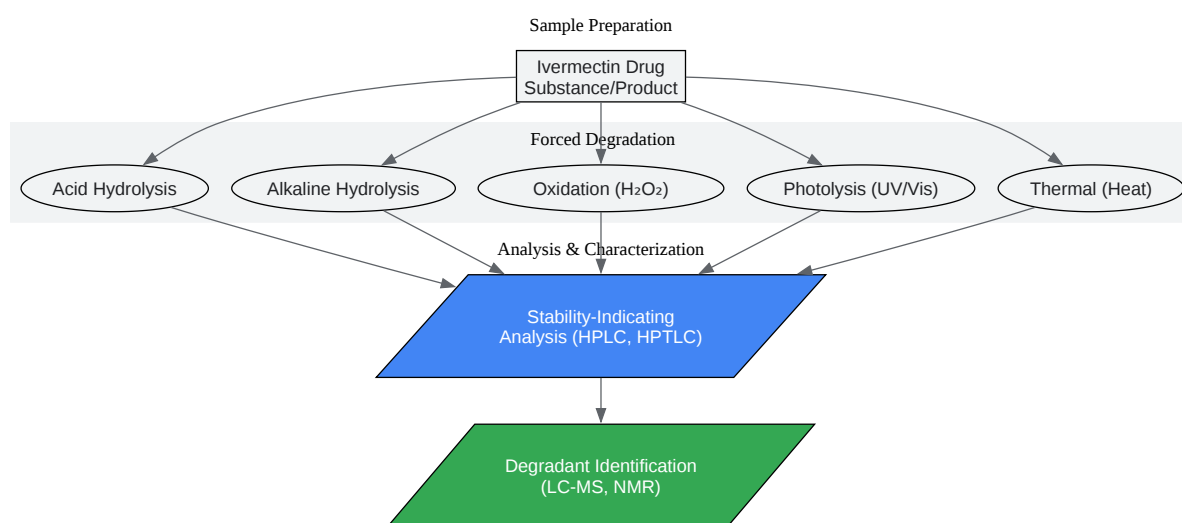 Sample Preparation
Ivermectin Drug
Substance/Product
Forced Degradation
Acid Hydrolysis
Alkaline Hydrolysis
Oxidation (H₂O₂)
Photolysis (UV/Vis)
Thermal (Heat)
Analysis & Characterization
Stability-Indicating
Analysis (HPLC, HPTLC)
Degradant Identification
(LC-MS, NMR)